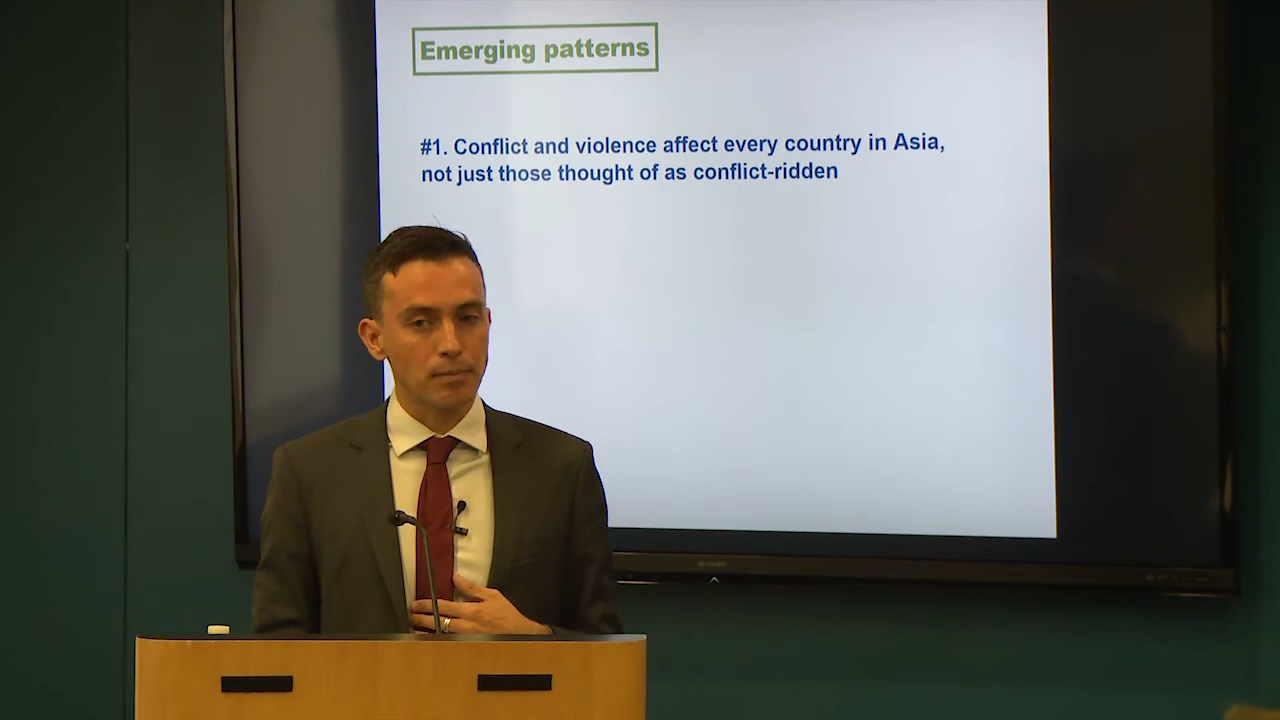 Emerging patterns
#1. Conflict and violence affect every country in Asia,
not just those thought of as conflict-ridden
SHARP